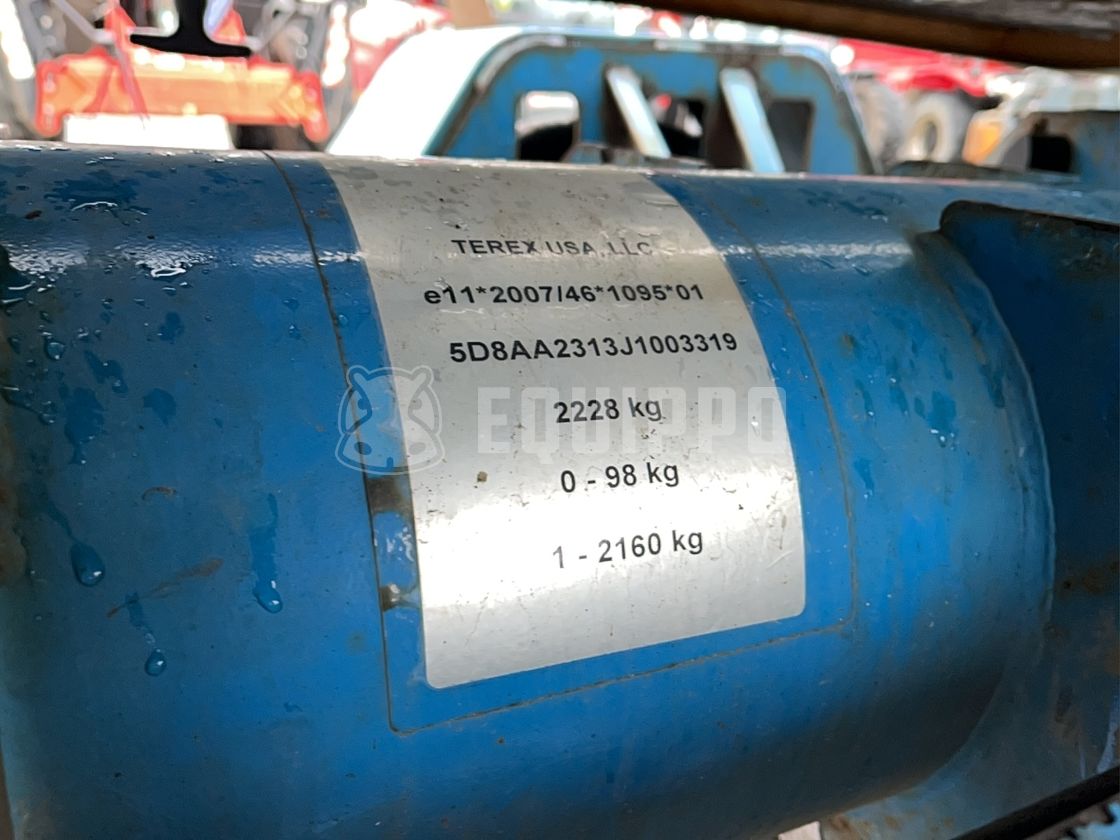 TEREX USA, LLC
e11*2007/46*1095*01
5D8AA2313J1003319
EQUIPPO
2228 kg
0 - 98 kg
1 - 2160 kg